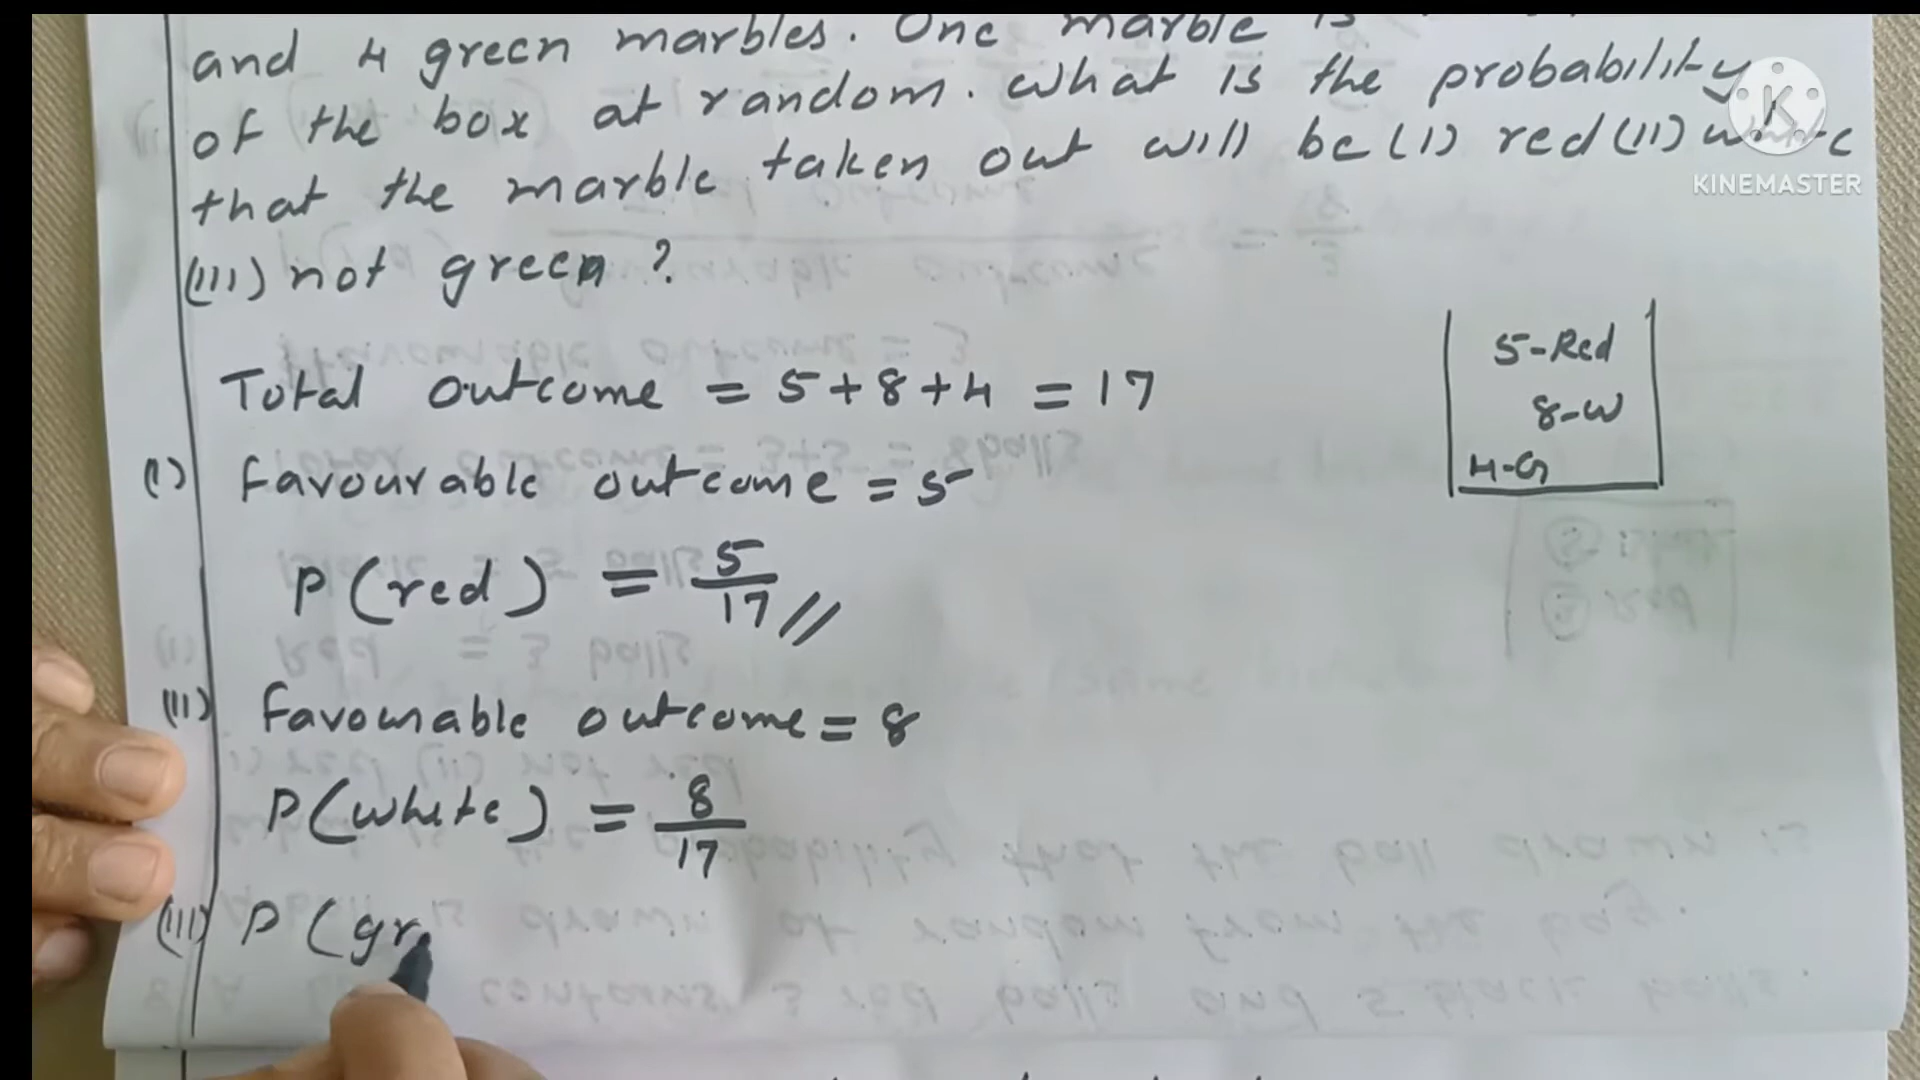 and 4 green marbles. One marble is
of the box at random. What is the probability
that the marble taken out will be (i) red (ii) white
(iii) not green?
KINEMASTER
5-Red
8-W
4-G
Total outcome = 5+8+4 = 17
(i) Favourable outcome = 5
P(red) = 5/17 //
(ii) Favourable outcome = 8
P(white) = 8/17
(iii) P(gr